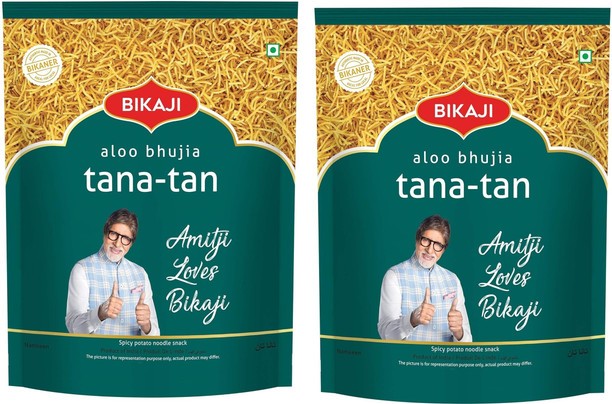 BIKANER
BIKAJI
aloo bhujia
tana-tan
Amitji
Loves
Bikaji
Spicy potato noodle snack
The picture is for representation purpose only, actual product may differ.
BIKANER
BIKAJI
aloo bhujia
tana-tan
Amitji
Loves
Bikaji
Spicy potato noodle snack
The picture is for representation purpose only, actual product may differ.